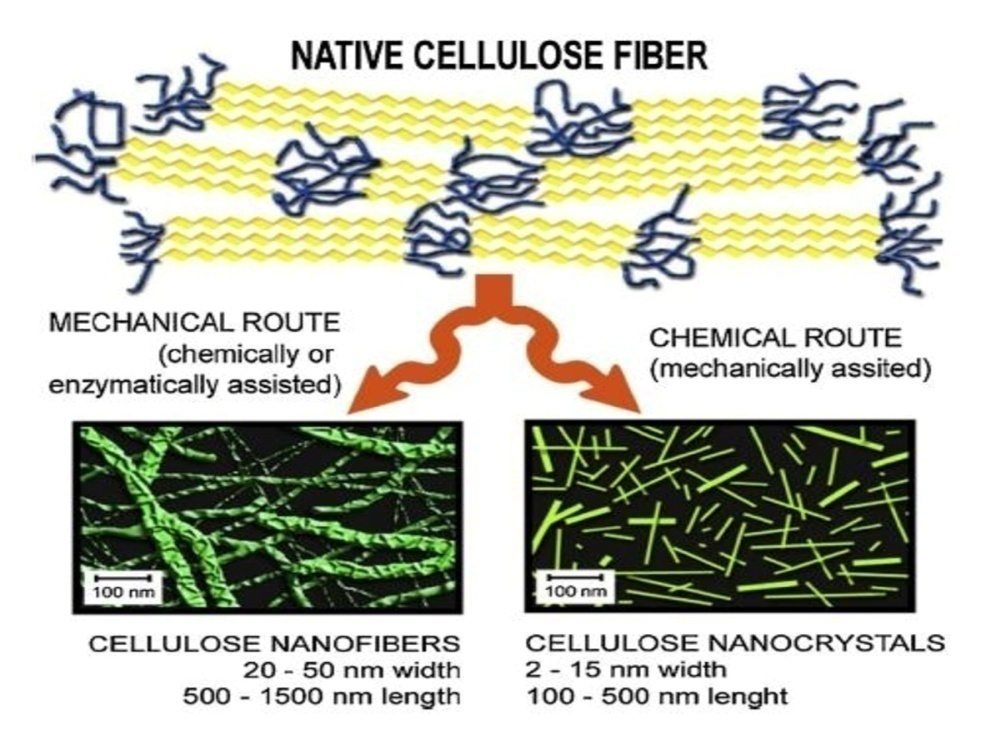 NATIVE CELLULOSE FIBER
MECHANICAL ROUTE
(chemically or
enzymatically assisted)
CHEMICAL ROUTE
(mechanically assited)
100 nm
100 nm
CELLULOSE NANOFIBERS
20 - 50 nm width
500 - 1500 nm length
CELLULOSE NANOCRYSTALS
2 - 15 nm width
100 - 500 nm lenght